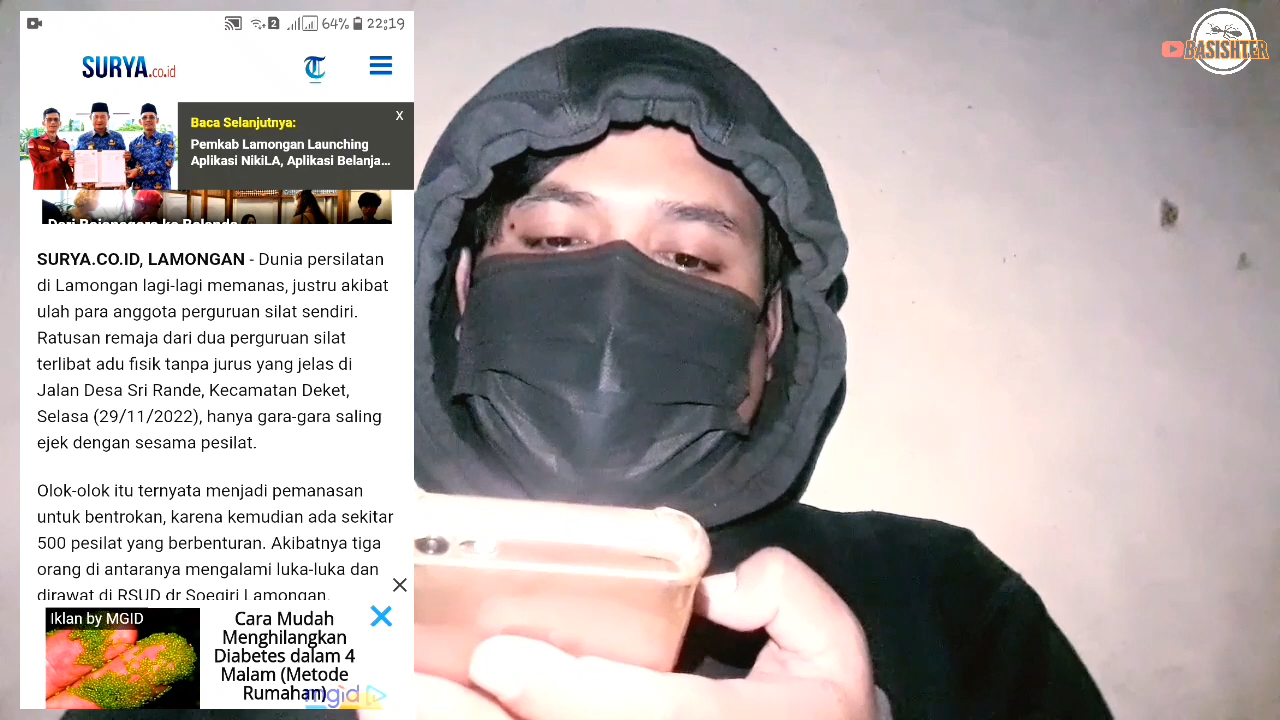 64% 22:19
SURYA.co.id
Baca Selanjutnya:
X
Pemkab Lamongan Launching
Aplikasi NikiLA, Aplikasi Belanja...
Dari Bojonegoro ke Belanda
SURYA.CO.ID, LAMONGAN - Dunia persilatan
di Lamongan lagi-lagi memanas, justru akibat
ulah para anggota perguruan silat sendiri.
Ratusan remaja dari dua perguruan silat
terlibat adu fisik tanpa jurus yang jelas di
Jalan Desa Sri Rande, Kecamatan Deket,
Selasa (29/11/2022), hanya gara-gara saling
ejek dengan sesama pesilat.
Olok-olok itu ternyata menjadi pemanasan
untuk bentrokan, karena kemudian ada sekitar
500 pesilat yang berbenturan. Akibatnya tiga
orang di antaranya mengalami luka-luka dan
dirawat di RSUD dr Soegiri Lamongan.
Iklan by MGID
Cara Mudah
Menghilangkan
Diabetes dalam 4
Malam (Metode
Rumahan)
mgid
BASISHTER